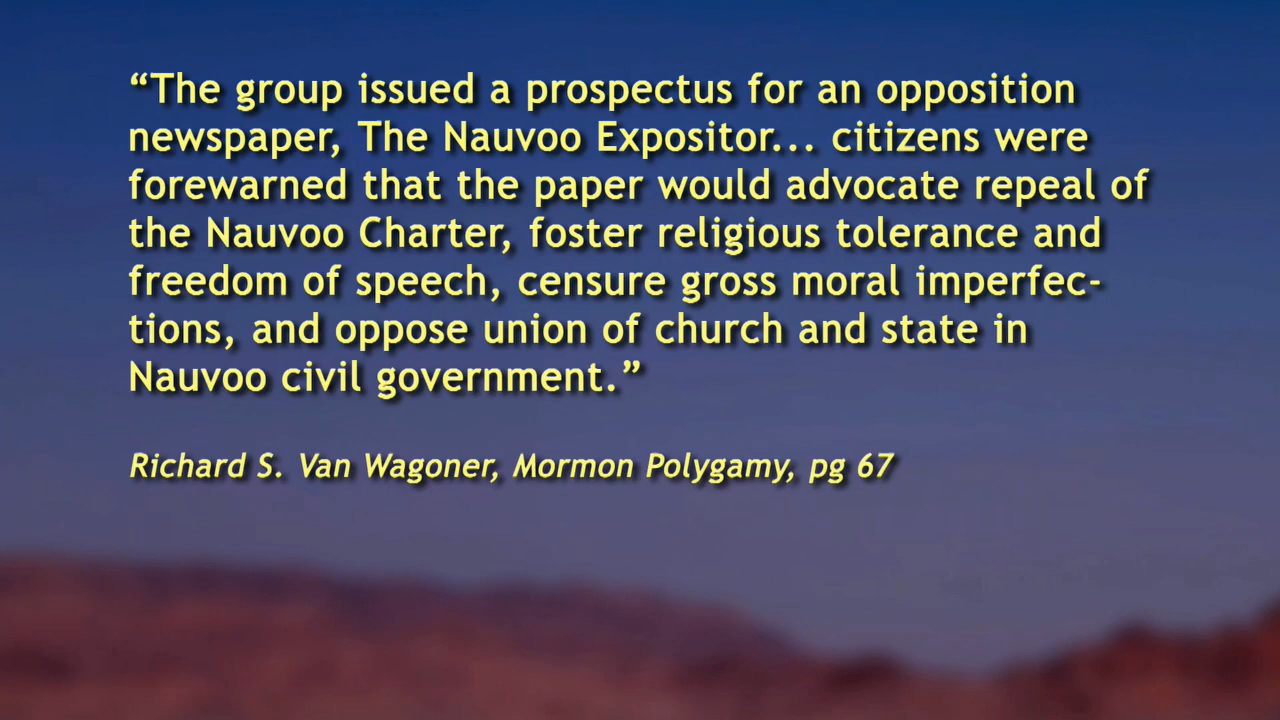 “The group issued a prospectus for an opposition
newspaper, The Nauvoo Expositor... citizens were
forewarned that the paper would advocate repeal of
the Nauvoo Charter, foster religious tolerance and
freedom of speech, censure gross moral imperfec-
tions, and oppose union of church and state in
Nauvoo civil government.”
Richard S. Van Wagoner, Mormon Polygamy, pg 67